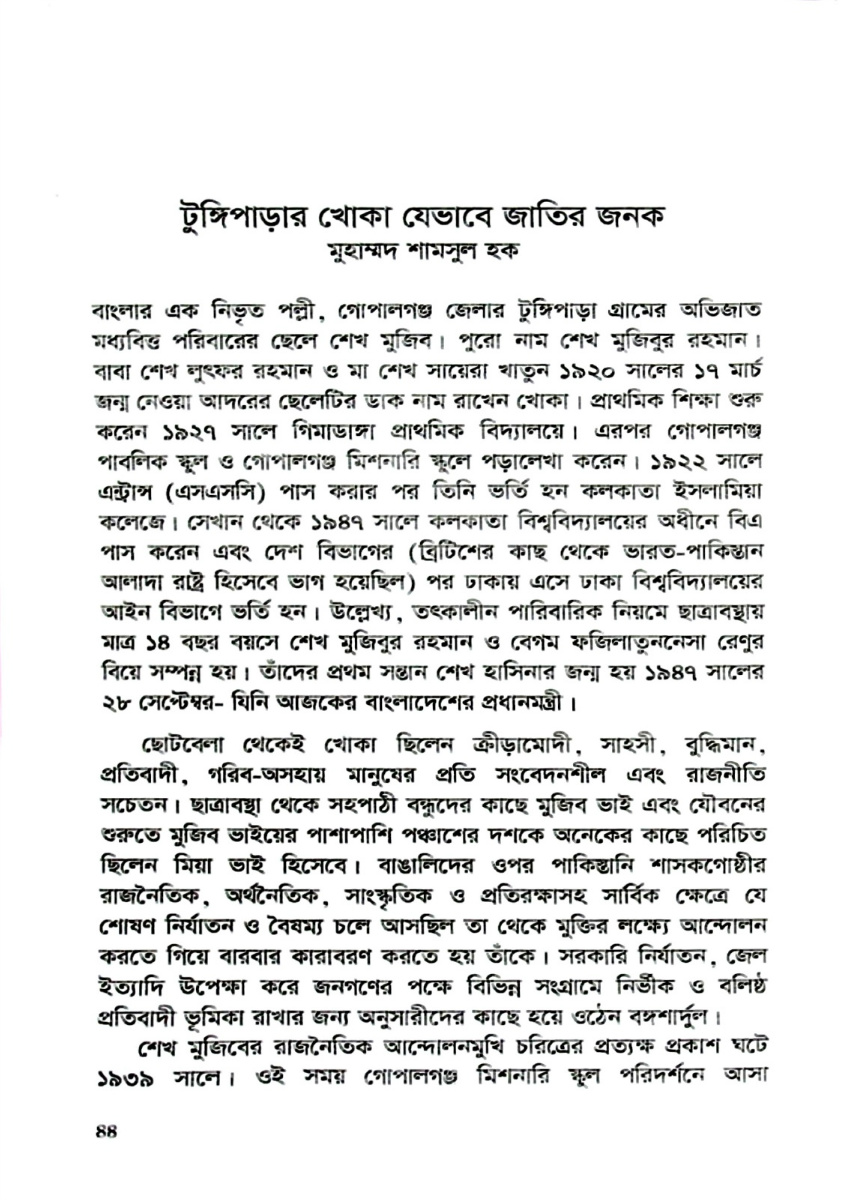 টুঙ্গিপাড়ার খোকা যেভাবে জাতির জনক
মুহাম্মদ শামসুল হক
বাংলার এক নিভৃত পল্লী, গোপালগঞ্জ জেলার টুঙ্গিপাড়া গ্রামের অভিজাত
মধ্যবিত্ত পরিবারের ছেলে শেখ মুজিব। পুরো নাম শেখ মুজিবুর রহমান।
বাবা শেখ লুৎফর রহমান ও মা শেখ সায়েরা খাতুন ১৯২০ সালের ১৭ মার্চ
জন্ম নেওয়া আদরের ছেলেটির ডাক নাম রাখেন খোকা। প্রাথমিক শিক্ষা শুরু
করেন ১৯২৭ সালে গিমাডাঙ্গা প্রাথমিক বিদ্যালয়ে। এরপর গোপালগঞ্জ
পাবলিক স্কুল ও গোপালগঞ্জ মিশনারি স্কুলে পড়ালেখা করেন। ১৯২২ সালে
এন্ট্রান্স (এসএসসি) পাস করার পর তিনি ভর্তি হন কলকাতা ইসলামিয়া
কলেজে। সেখান থেকে ১৯৪৭ সালে কলকাতা বিশ্ববিদ্যালয়ের অধীনে বিএ
পাস করেন এবং দেশ বিভাগের (ব্রিটিশের কাছ থেকে ভারত-পাকিস্তান
আলাদা রাষ্ট্র হিসেবে ভাগ হয়েছিল) পর ঢাকায় এসে ঢাকা বিশ্ববিদ্যালয়ের
আইন বিভাগে ভর্তি হন। উল্লেখ্য, তৎকালীন পারিবারিক নিয়মে ছাত্রাবস্থায়
মাত্র ১৪ বছর বয়সে শেখ মুজিবুর রহমান ও বেগম ফজিলাতুননেসা রেণুর
বিয়ে সম্পন্ন হয়। তাঁদের প্রথম সন্তান শেখ হাসিনার জন্ম হয় ১৯৪৭ সালের
২৮ সেপ্টেম্বর- যিনি আজকের বাংলাদেশের প্রধানমন্ত্রী।
ছোটবেলা থেকেই খোকা ছিলেন ক্রীড়ামোদী, সাহসী, বুদ্ধিমান,
প্রতিবাদী, গরিব-অসহায় মানুষের প্রতি সংবেদনশীল এবং রাজনীতি
সচেতন। ছাত্রাবস্থা থেকে সহপাঠী বন্ধুদের কাছে মুজিব ভাই এবং যৌবনের
শুরুতে মুজিব ভাইয়ের পাশাপাশি পঞ্চাশের দশকে অনেকের কাছে পরিচিত
ছিলেন মিয়া ভাই হিসেবে। বাঙালিদের ওপর পাকিস্তানি শাসকগোষ্ঠীর
রাজনৈতিক, অর্থনৈতিক, সাংস্কৃতিক ও প্রতিরক্ষাসহ সার্বিক ক্ষেত্রে যে
শোষণ নির্যাতন ও বৈষম্য চলে আসছিল তা থেকে মুক্তির লক্ষ্যে আন্দোলন
করতে গিয়ে বারবার কারাবরণ করতে হয় তাঁকে। সরকারি নির্যাতন, জেল
ইত্যাদি উপেক্ষা করে জনগণের পক্ষে বিভিন্ন সংগ্রামে নির্ভীক ও বলিষ্ঠ
প্রতিবাদী ভূমিকা রাখার জন্য অনুসারীদের কাছে হয়ে ওঠেন বঙ্গশার্দুল।
শেখ মুজিবের রাজনৈতিক আন্দোলনমুখি চরিত্রের প্রত্যক্ষ প্রকাশ ঘটে
১৯৩৯ সালে। ওই সময় গোপালগঞ্জ মিশনারি স্কুল পরিদর্শনে আসা
৪৪